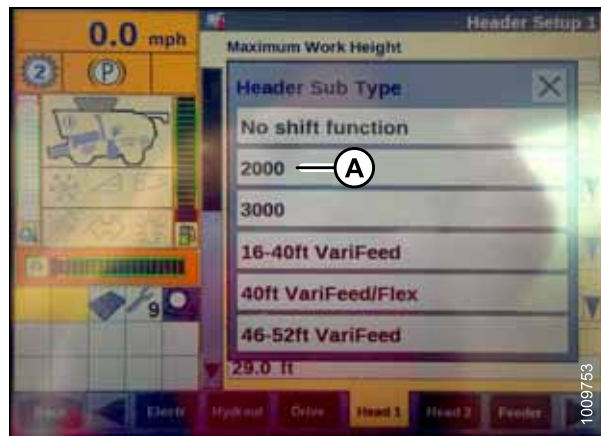 0.0 mph
Header Setup 1
Maximum Work Height
2
(P)
Header Sub Type
No shift function
2000
A
3000
16-40ft VariFeed
40ft VariFeed/Flex
46-52ft VariFeed
9
29.0 ft
Back
Electr
Hydraul
Drive
Head 1
Head 2
Feeder
1009753